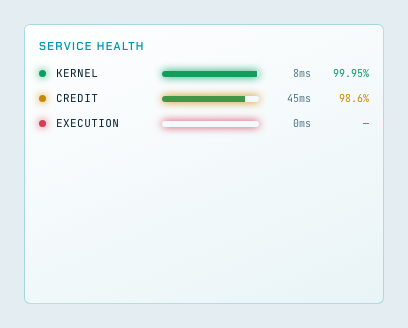 SERVICE HEALTH
KERNEL 8ms 99.95%
CREDIT 45ms 98.6%
EXECUTION 0ms —